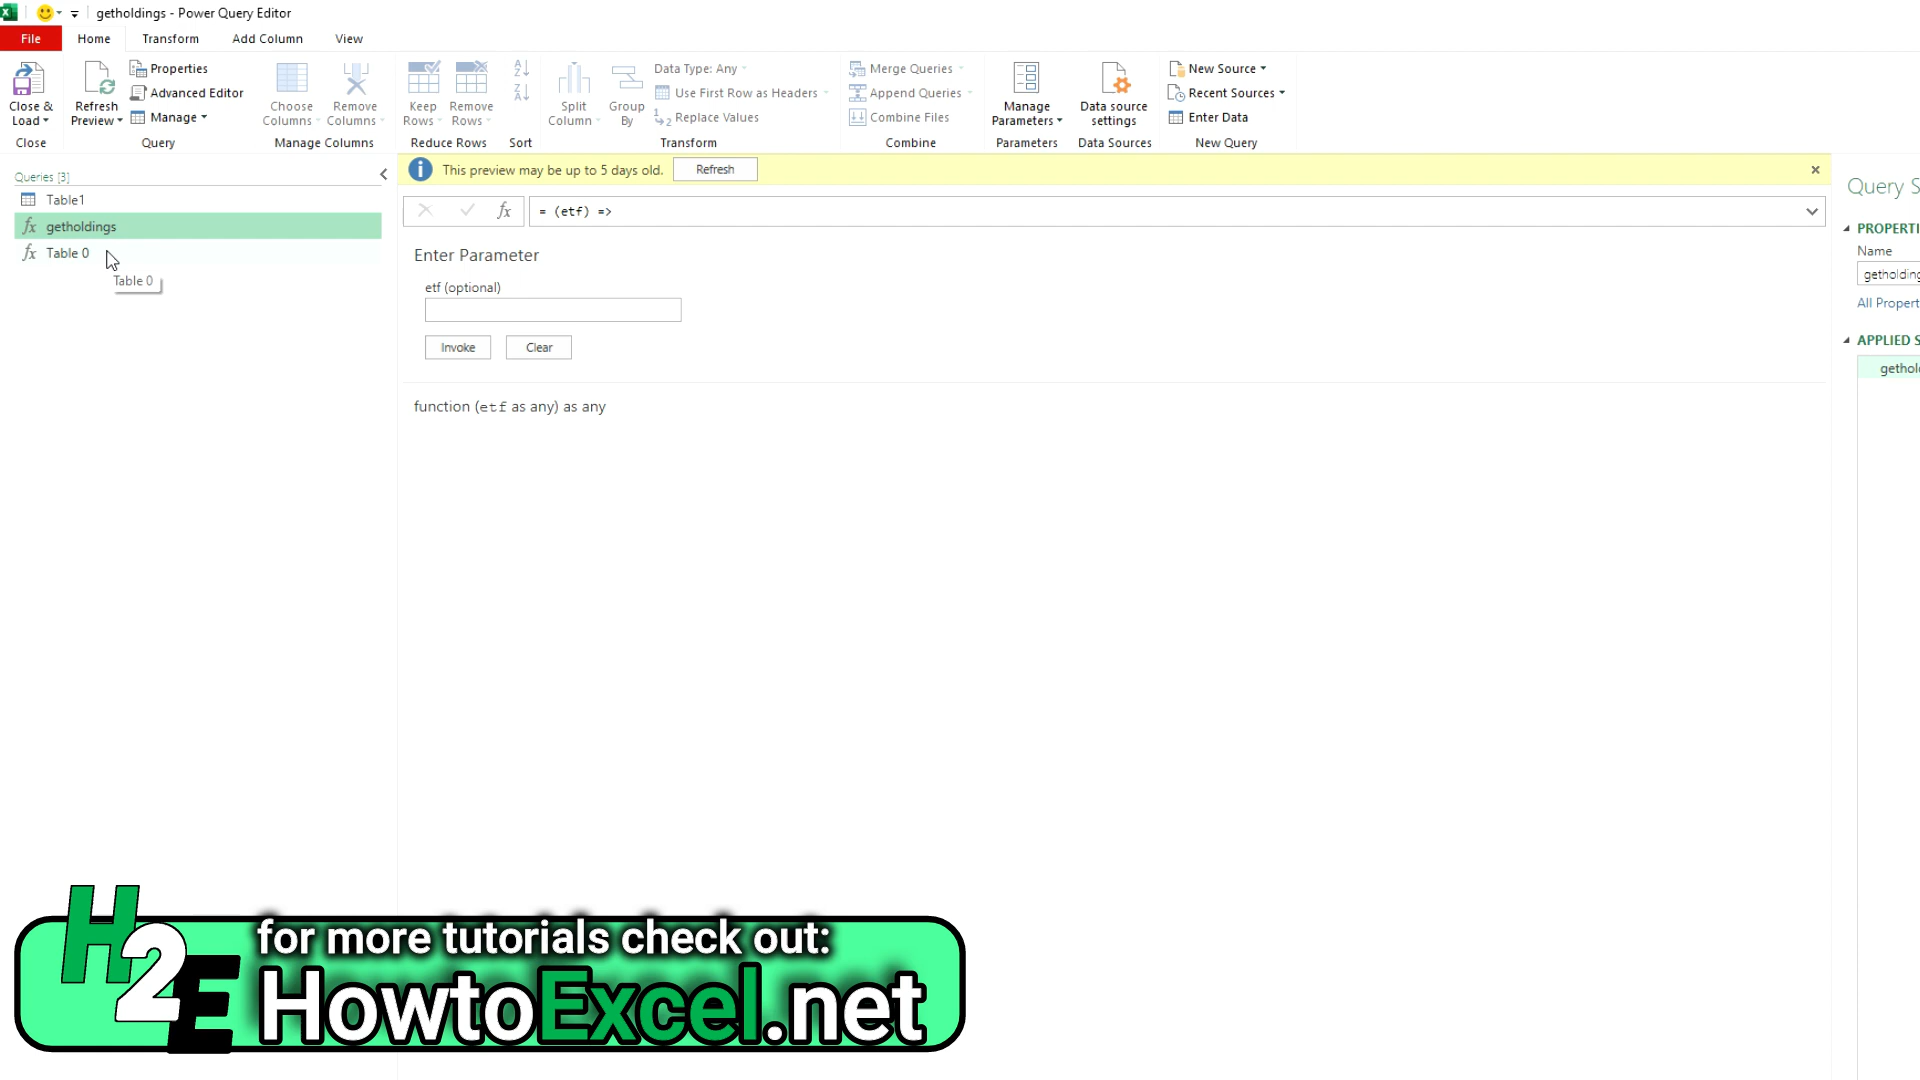 getholdings - Power Query Editor
File Home Transform Add Column View
Close & Load
Refresh Preview
Properties
Advanced Editor
Manage
Choose Columns
Remove Columns
Keep Rows
Remove Rows
Split Column
Group By
Data Type: Any
Use First Row as Headers
Replace Values
Merge Queries
Append Queries
Combine Files
Manage Parameters
Data source settings
New Source
Recent Sources
Enter Data
Close Query Manage Columns Reduce Rows Sort Transform Combine Parameters Data Sources New Query
Queries [3]
Table1
getholdings
Table 0
Table 0
This preview may be up to 5 days old. Refresh
fx = (etf) =>
Enter Parameter
etf (optional)
Invoke Clear
function (etf as any) as any
Query S
PROPERTI
Name
getholding
All Propert
APPLIED S
gethol
H2E
for more tutorials check out:
HowtoExcel.net